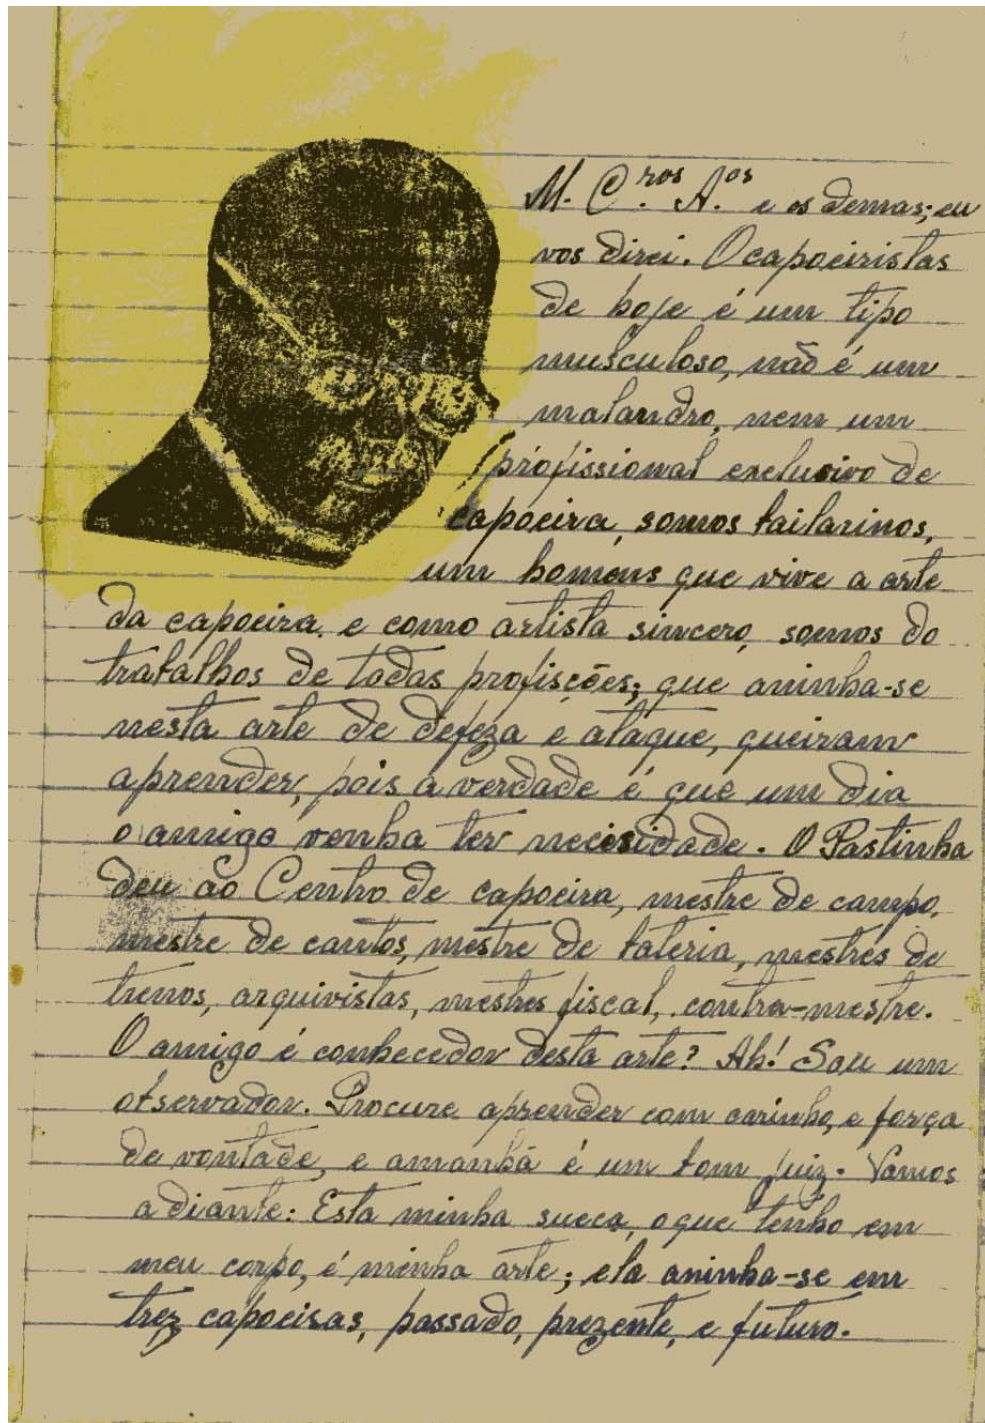 M. C.ros A.os e os demas; eu
vos direi. O capoeiristas
de hoje é um tipo
musculoso, não é um
malandro, nem um
profissional exclusivo de
capoeira, somos bailarinos,
um homens que vive a arte
da capoeira, e como artista sincero, somos do
trabalhos de todas profiscões; que aninha-se
nesta arte de defeza e ataque, queiram
aprender, pois a verdade é que um dia
o amigo venha ter necisidade. O Pastinha
deu ao Centro de capoeira, mestre de campo,
mestre de cantos, mestre de bateria, mestres de
trenos, arquivistas, mestres fiscal, contra-mestre.
O amigo é conhecedor desta arte? Ah! Sou um
observador. Procure aprender com carinho, e força
de vontade, e amanhã é um bom juiz. Vamos
adiante: Esta minha sueca, o que tenho em
meu corpo, é minha arte; ela aninha-se em
trez capoeisas, passado, prezente, e futuro.